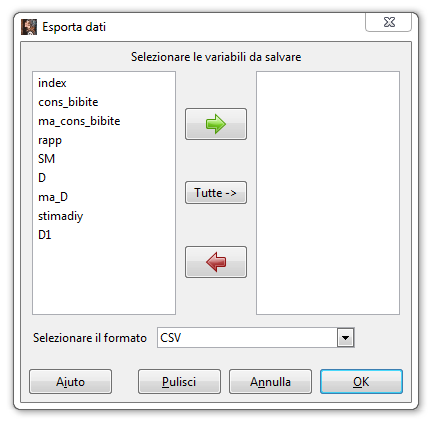 Esporta dati
Selezionare le variabili da salvare
index
cons_bibite
ma_cons_bibite
rapp
SM
D
ma_D
stimadiy
D1
Tutte ->
Selezionare il formato CSV
Aiuto Pulisci Annulla OK